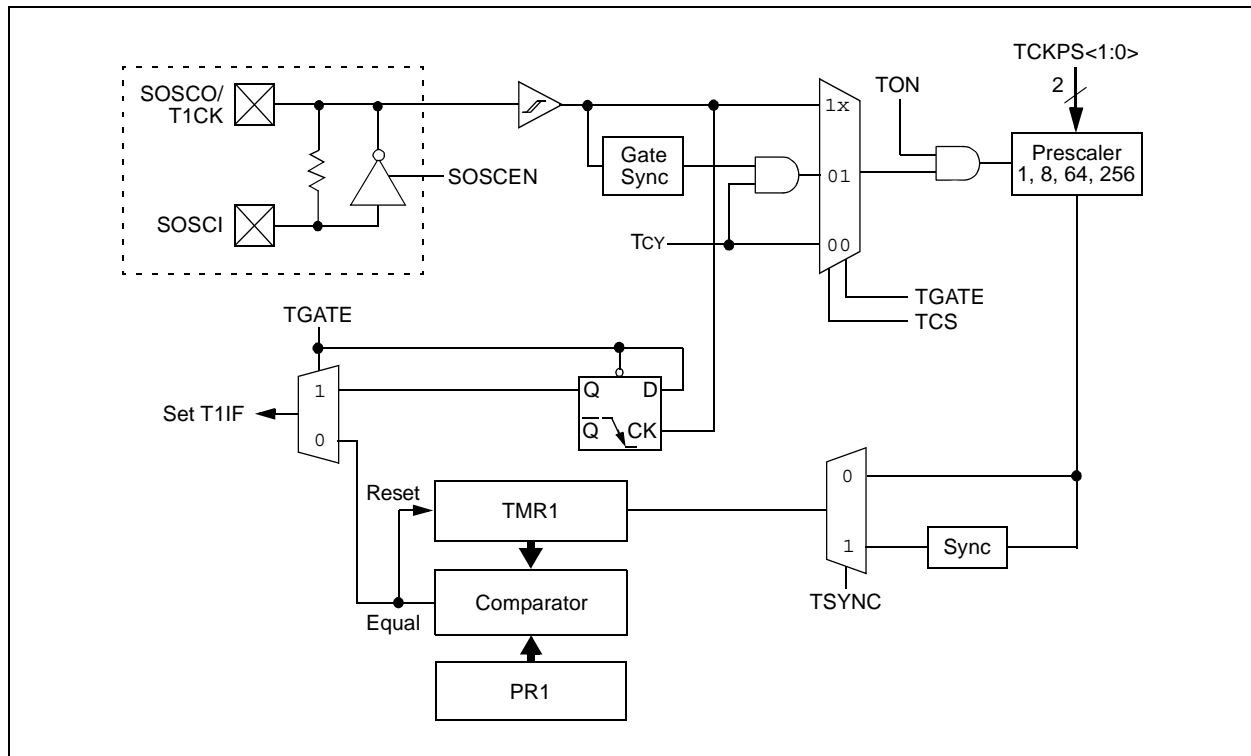 TCKPS<1:0>
SOSCO/
T1CK
TON
2
1x
Gate
Sync
Prescaler
1, 8, 64, 256
SOSCEN
01
SOSCI
TCY
00
TGATE
TCS
TGATE
1
Q
D
Set T1IF
Q
CK
0
0
Reset
TMR1
1
Sync
TSYNC
Comparator
Equal
PR1